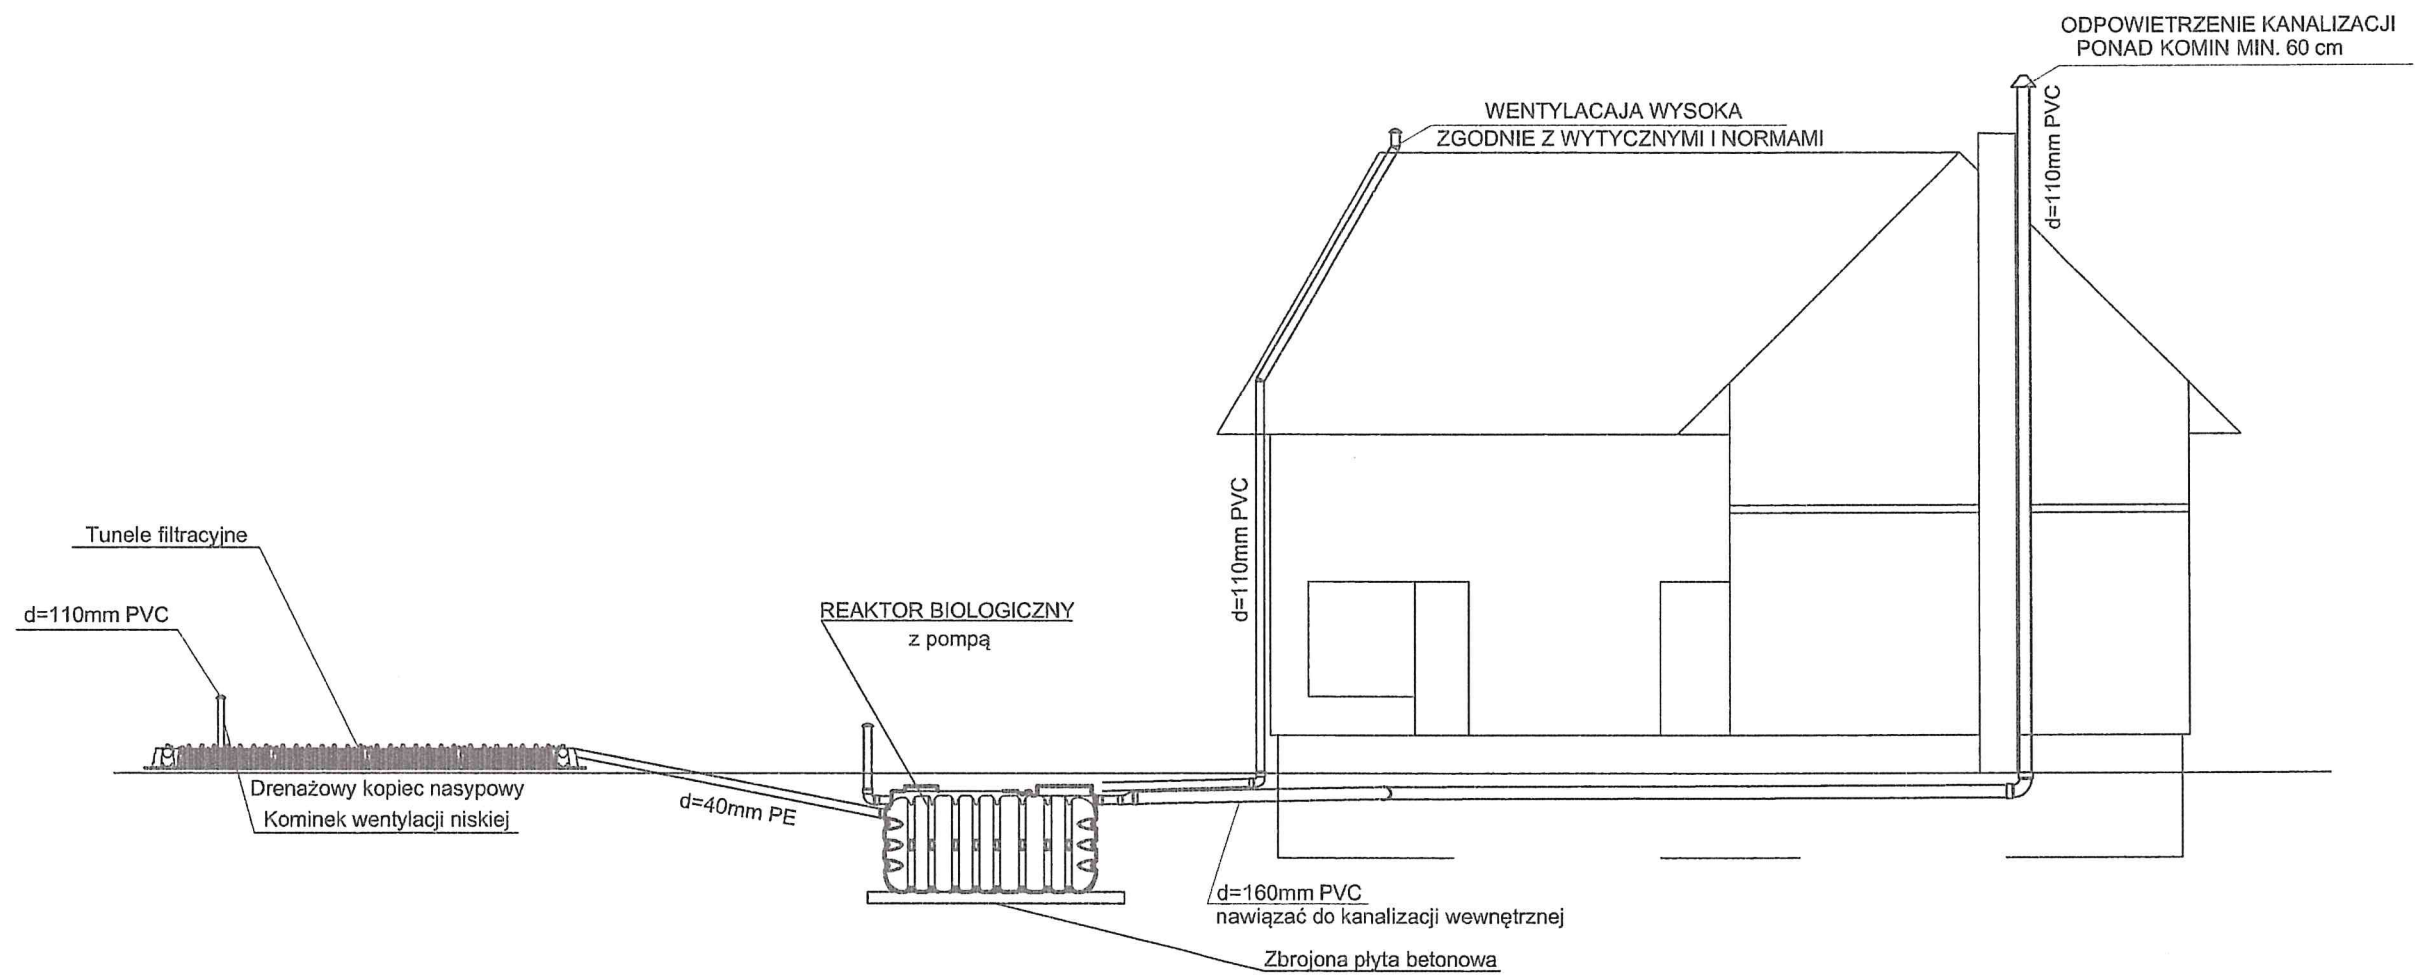 ODPOWIETRZENIE KANALIZACJI
PONAD KOMIN MIN. 60 cm
d=110mm PVC
WENTYLACAJA WYSOKA
ZGODNIE Z WYTYCZNYMI I NORMAMI
d=110mm PVC
Tunele filtracyjne
d=110mm PVC
REAKTOR BIOLOGICZNY
z pompą
Drenażowy kopiec nasypowy
Kominek wentylacji niskiej
d=40mm PE
d=160mm PVC
nawiązać do kanalizacji wewnętrznej
Zbrojona płyta betonowa